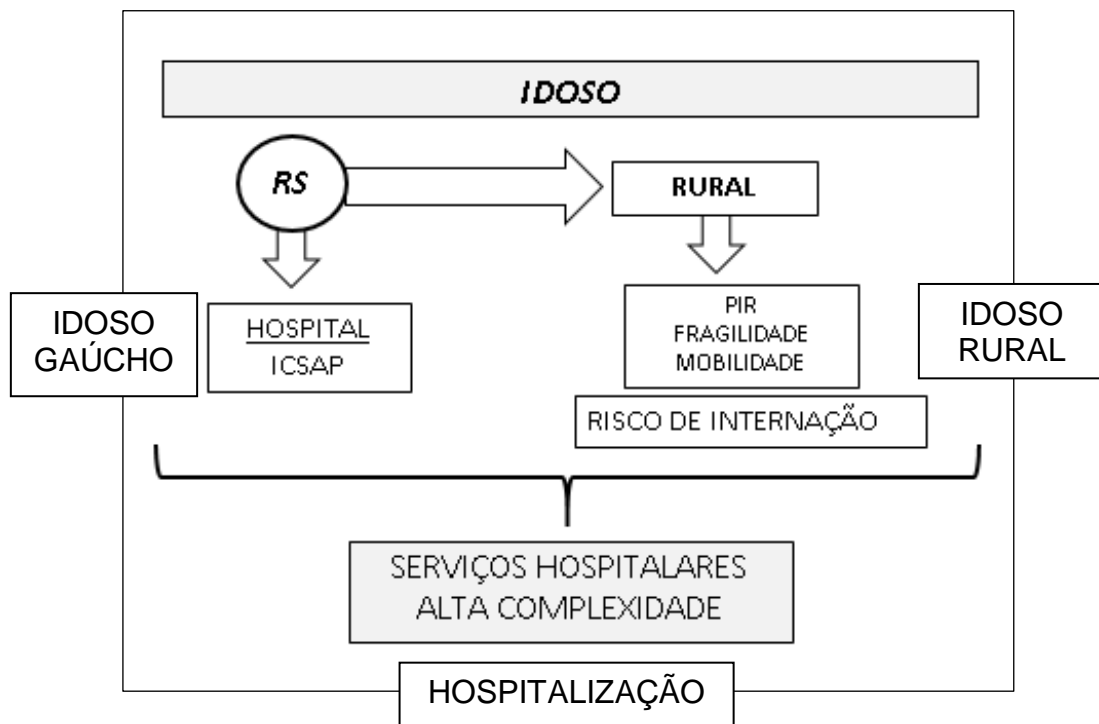 IDOSO
RS
RURAL
IDOSO
GAÚCHO
HOSPITAL
ICSAP
PIR
FRAGILIDADE
MOBILIDADE
IDOSO
RURAL
RISCO DE INTERNAÇÃO
SERVIÇOS HOSPITALARES
ALTA COMPLEXIDADE
HOSPITALIZAÇÃO